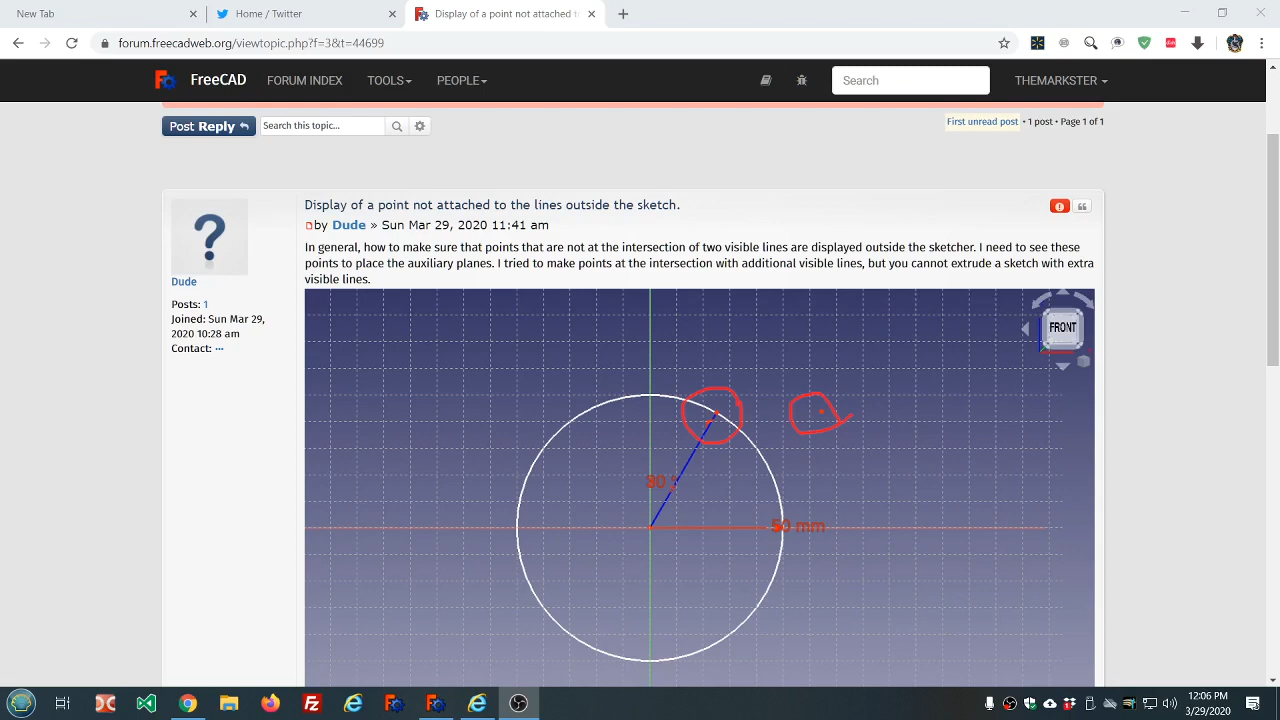 New Tab
Home / Twitter
Display of a point not attached to
forum.freecadweb.org/viewtopic.php?f=3&t=44699
FreeCAD FORUM INDEX TOOLS PEOPLE Search THEMARKSTER
Post Reply Search this topic... First unread post • 1 post • Page 1 of 1
Display of a point not attached to the lines outside the sketch.
by Dude » Sun Mar 29, 2020 11:41 am
In general, how to make sure that points that are not at the intersection of two visible lines are displayed outside the sketcher. I need to see these
points to place the auxiliary planes. I tried to make points at the intersection with additional visible lines, but you cannot extrude a sketch with extra
visible lines.
Dude
Posts: 1
Joined: Sun Mar 29,
2020 10:28 am
Contact:
FRONT
30 °
50 mm
12:06 PM
3/29/2020